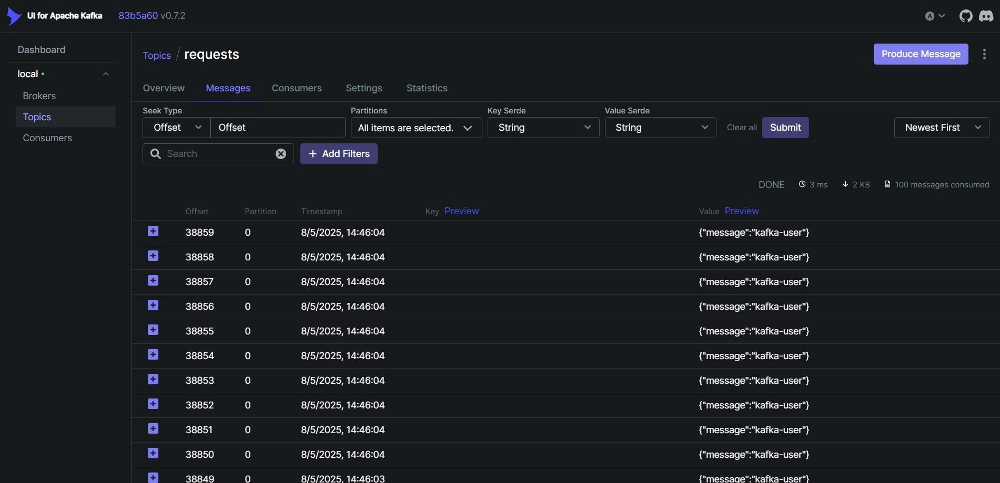 UI for Apache Kafka 83b5a60 v0.7.2 A
Dashboard
local
Brokers
Topics
Consumers
Topics / requests
Produce Message
Overview Messages Consumers Settings Statistics
Seek Type Partitions Key Serde Value Serde
Offset Offset All items are selected. String String Clear all Submit Newest First
Search + Add Filters
DONE 3 ms 2 KB 100 messages consumed
Offset Partition Timestamp Key Preview Value Preview
38859 0 8/5/2025, 14:46:04 {"message":"kafka-user"}
38858 0 8/5/2025, 14:46:04 {"message":"kafka-user"}
38857 0 8/5/2025, 14:46:04 {"message":"kafka-user"}
38856 0 8/5/2025, 14:46:04 {"message":"kafka-user"}
38855 0 8/5/2025, 14:46:04 {"message":"kafka-user"}
38854 0 8/5/2025, 14:46:04 {"message":"kafka-user"}
38853 0 8/5/2025, 14:46:04 {"message":"kafka-user"}
38852 0 8/5/2025, 14:46:04 {"message":"kafka-user"}
38851 0 8/5/2025, 14:46:04 {"message":"kafka-user"}
38850 0 8/5/2025, 14:46:04 {"message":"kafka-user"}
38849 0 8/5/2025, 14:46:03 {"message":"kafka-user"}